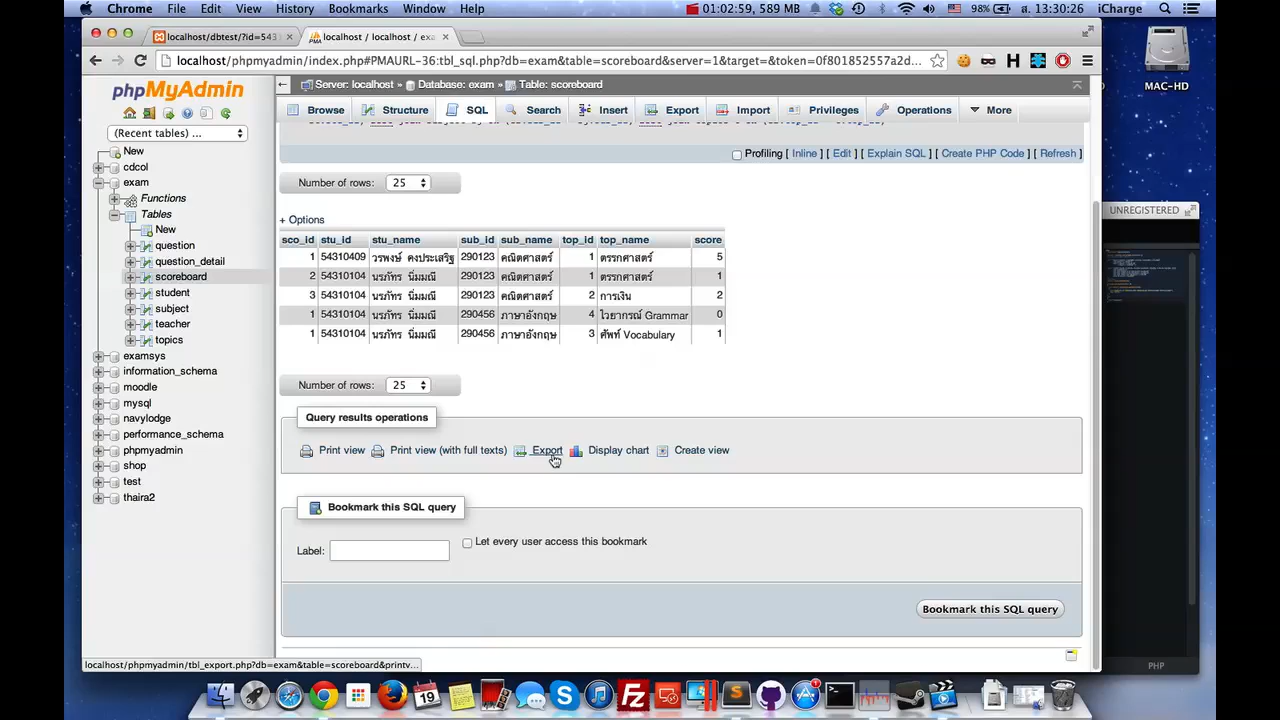 Chrome File Edit View History Bookmarks Window Help 01:02:59, 589 MB 98% ส. 13:30:26 iCharge
localhost/dbtest/?id=543 localhost / localhost / exa
localhost/phpmyadmin/index.php#PMAURL-36:tbl_sql.php?db=exam&table=scoreboard&server=1&target=&token=0f801852557a2d...
MAC-HD
phpMyAdmin
(Recent tables) ...
New
cdcol
exam
Functions
Tables
New
question
question_detail
scoreboard
student
subject
teacher
topics
examsys
information_schema
moodle
mysql
navylodge
performance_schema
phpmyadmin
shop
test
thaira2
Server: localhost » Database: exam » Table: scoreboard
Browse Structure SQL Search Insert Export Import Privileges Operations More
Profiling [ Inline ] [ Edit ] [ Explain SQL ] [ Create PHP Code ] [ Refresh ]
Number of rows: 25
+ Options
sco_id stu_id stu_name sub_id sub_name top_id top_name score
1 54310409 วรพงษ์ คงประเสริฐ 290123 คณิตศาสตร์ 1 ตรรกศาสตร์ 5
2 54310104 นรภัทร นิ่มมณี 290123 คณิตศาสตร์ 1 ตรรกศาสตร์ 1
3 54310104 นรภัทร นิ่มมณี 290123 คณิตศาสตร์ 2 การเงิน 2
1 54310104 นรภัทร นิ่มมณี 290456 ภาษาอังกฤษ 4 ไวยากรณ์ Grammar 0
1 54310104 นรภัทร นิ่มมณี 290456 ภาษาอังกฤษ 3 ศัพท์ Vocabulary 1
Number of rows: 25
Query results operations
Print view Print view (with full texts) Export Display chart Create view
Bookmark this SQL query
Label: Let every user access this bookmark
Bookmark this SQL query
localhost/phpmyadmin/tbl_export.php?db=exam&table=scoreboard&printv...
UNREGISTERED
PHP
19